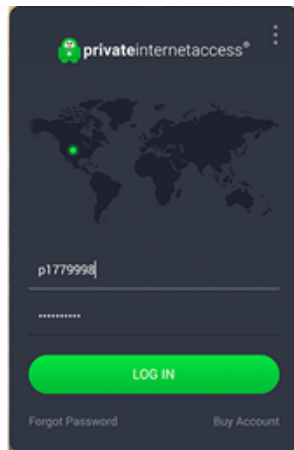 privateinternetaccess®
p1779998
••••••••••
LOG IN
Forgot Password Buy Account